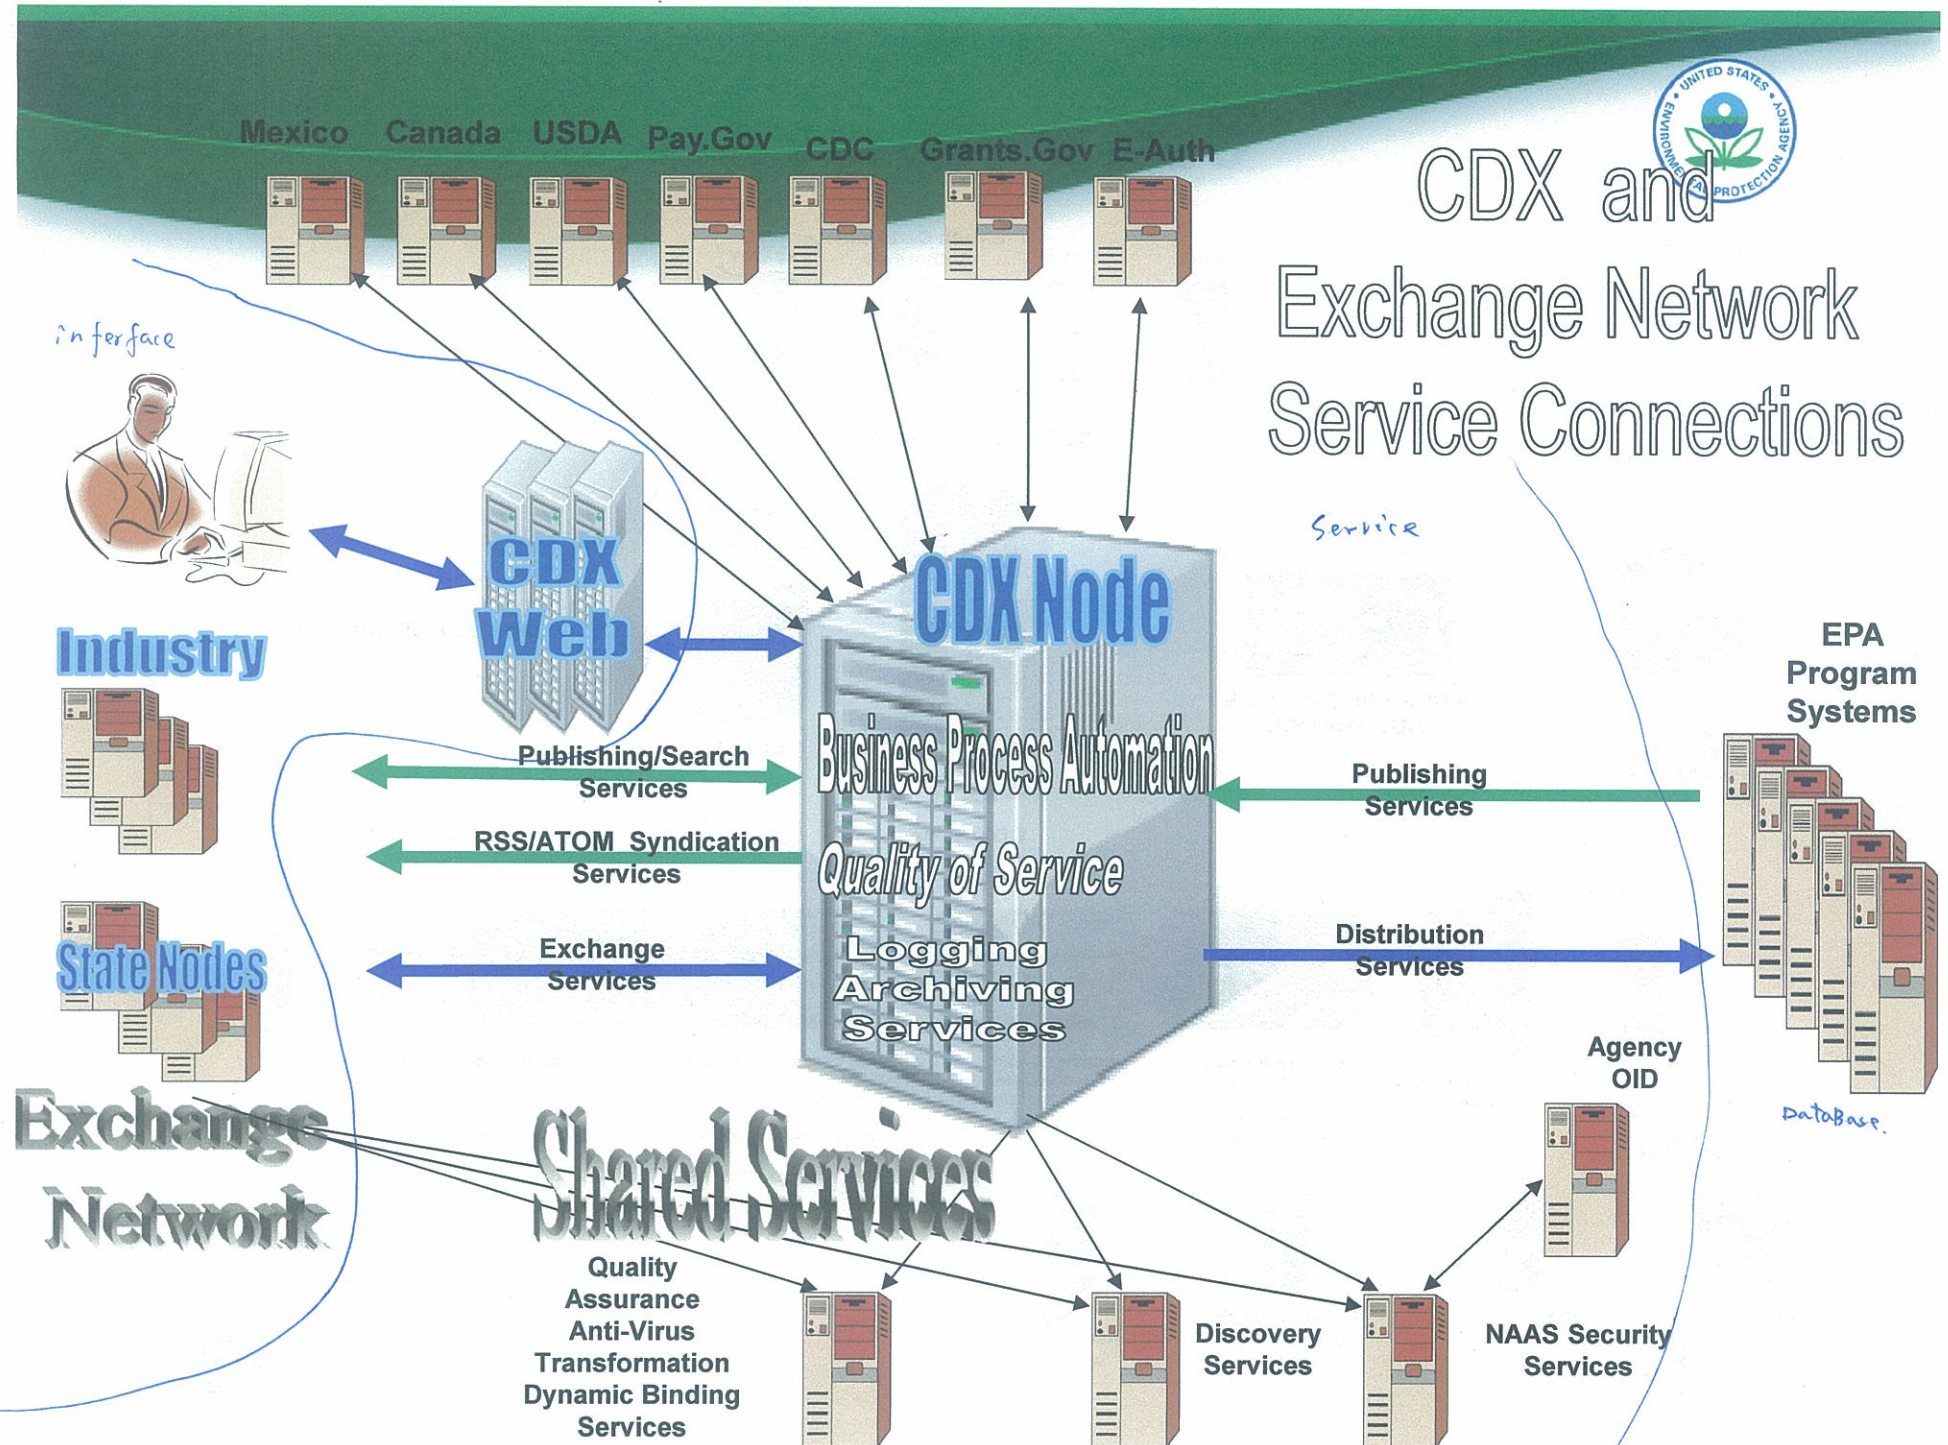 UNITED STATES
ENVIRONMENTAL PROTECTION AGENCY
Mexico
Canada
USDA
Pay.Gov
CDC
Grants.Gov
E-Auth
CDX and
Exchange Network
Service Connections
interface
Service
CDX
Web
CDX Node
Industry
EPA
Program
Systems
Business Process Automation
Publishing/Search
Services
Publishing
Services
RSS/ATOM Syndication
Services
Quality of Service
State Nodes
Exchange
Services
Logging
Archiving
Services
Distribution
Services
Agency
OID
DataBase.
Exchange
Network
Shared Services
Quality
Assurance
Anti-Virus
Transformation
Dynamic Binding
Services
Discovery
Services
NAAS Security
Services